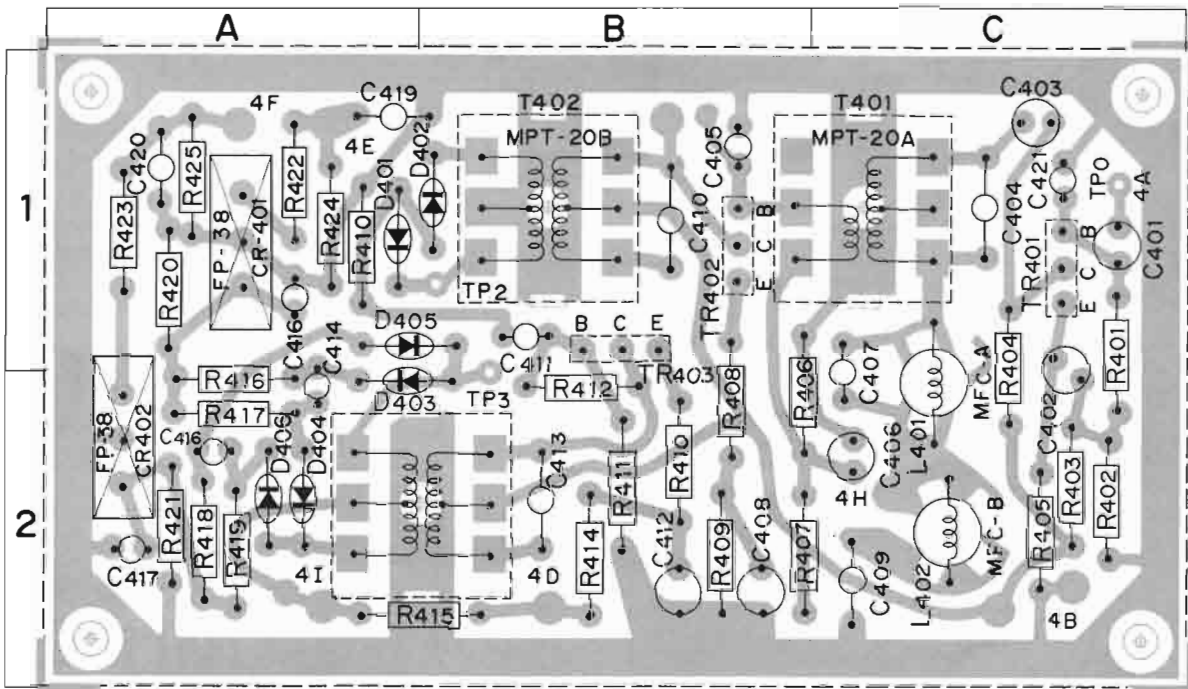 A B C
1
2
4F
C419
T402
T401
C403
4E
MPT-20B
MPT-20A
C420
R425
R422
D402
D401
C405
C404
C421
TP0
4A
R423
FP-38
CR-401
R424
R410
C410
B C E
TR402
TR401
B C E
C401
R420
TP2
C416
C414
D405
C411
B C E
TR403
R408
R406
C407
MFC-A
R404
R401
R416
R412
D403
TP3
R417
C416
D406
D404
FP-38
CR402
C413
R411
R410
L401
C406
C402
R403
R402
4H
R421
R418
R419
R414
C412
R409
C408
R407
MFC-B
R405
C417
4I
4D
C409
L402
R415
4B